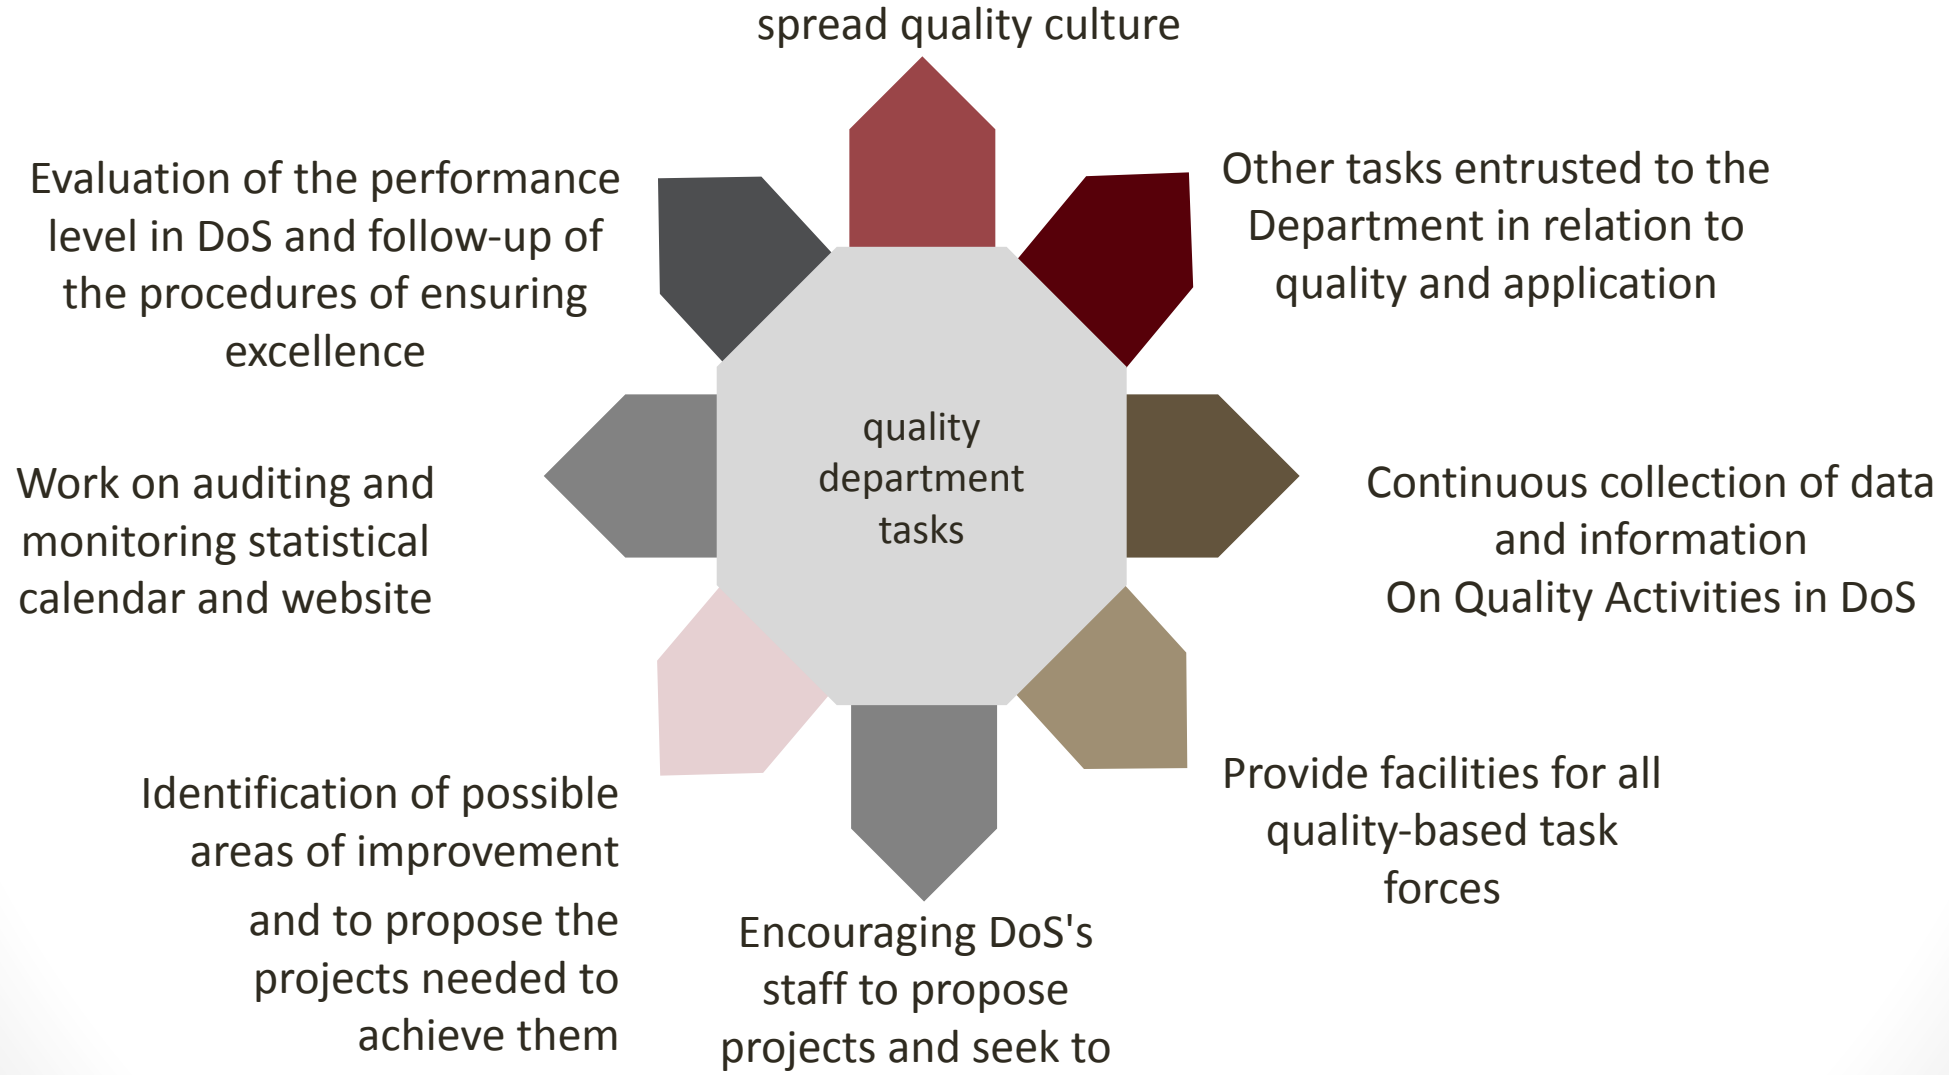 spread quality culture
Other tasks entrusted to the
Department in relation to
quality and application
Continuous collection of data
and information
On Quality Activities in DoS
Provide facilities for all
quality-based task
forces
Encouraging DoS's
staff to propose
projects and seek to
Identification of possible
areas of improvement
and to propose the
projects needed to
achieve them
Work on auditing and
monitoring statistical
calendar and website
Evaluation of the performance
level in DoS and follow-up of
the procedures of ensuring
excellence
quality
department
tasks